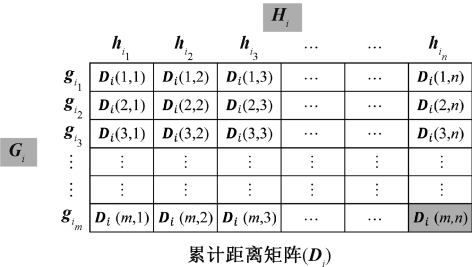 H_i
h_{i_1} h_{i_2} h_{i_3} ⋯ ⋯ h_{i_n}
g_{i_1} D_i(1,1) D_i(1,2) D_i(1,3) ⋯ ⋯ D_i(1,n)
g_{i_2} D_i(2,1) D_i(2,2) D_i(2,3) D_i(2,n)
g_{i_3} D_i(3,1) D_i(3,2) D_i(3,3) D_i(3,n)
G_i
⋮ ⋮ ⋮ ⋮ ⋮ ⋮ ⋮
⋮ ⋮ ⋮ ⋮ ⋮ ⋮ ⋮
g_{i_m} D_i (m,1) D_i (m,2) D_i (m,3) ⋯ ⋯ D_i (m,n)
累计距离矩阵(D_i)